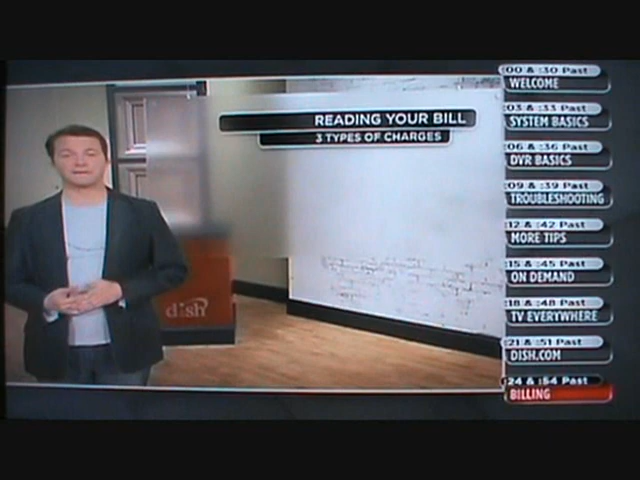 READING YOUR BILL
3 TYPES OF CHARGES
dish
:00 & :30 Past
WELCOME
:03 & :33 Past
SYSTEM BASICS
:06 & :36 Past
DVR BASICS
:09 & :39 Past
TROUBLESHOOTING
:12 & :42 Past
MORE TIPS
:15 & :45 Past
ON DEMAND
:18 & :48 Past
TV EVERYWHERE
:21 & :51 Past
DISH.COM
:24 & :54 Past
BILLING